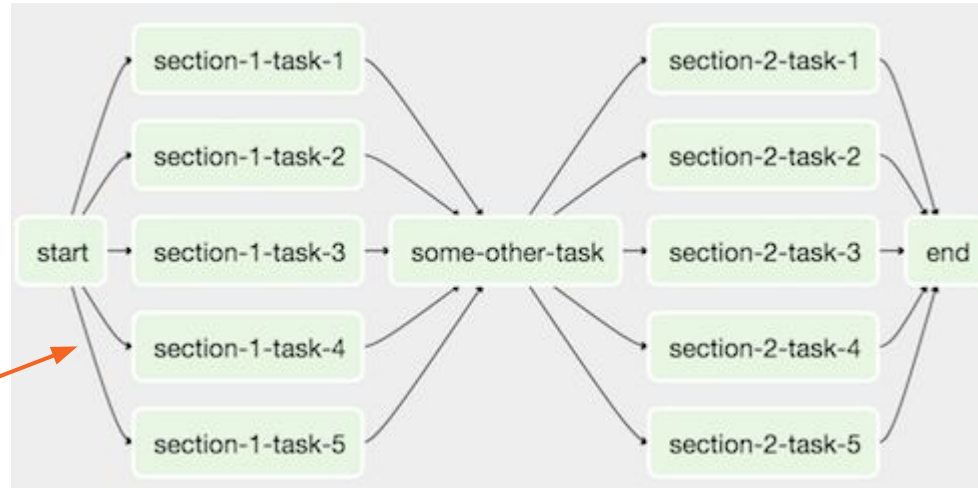 section-1-task-1
section-2-task-1
section-1-task-2
section-2-task-2
start
section-1-task-3
some-other-task
section-2-task-3
end
section-1-task-4
section-2-task-4
section-1-task-5
section-2-task-5